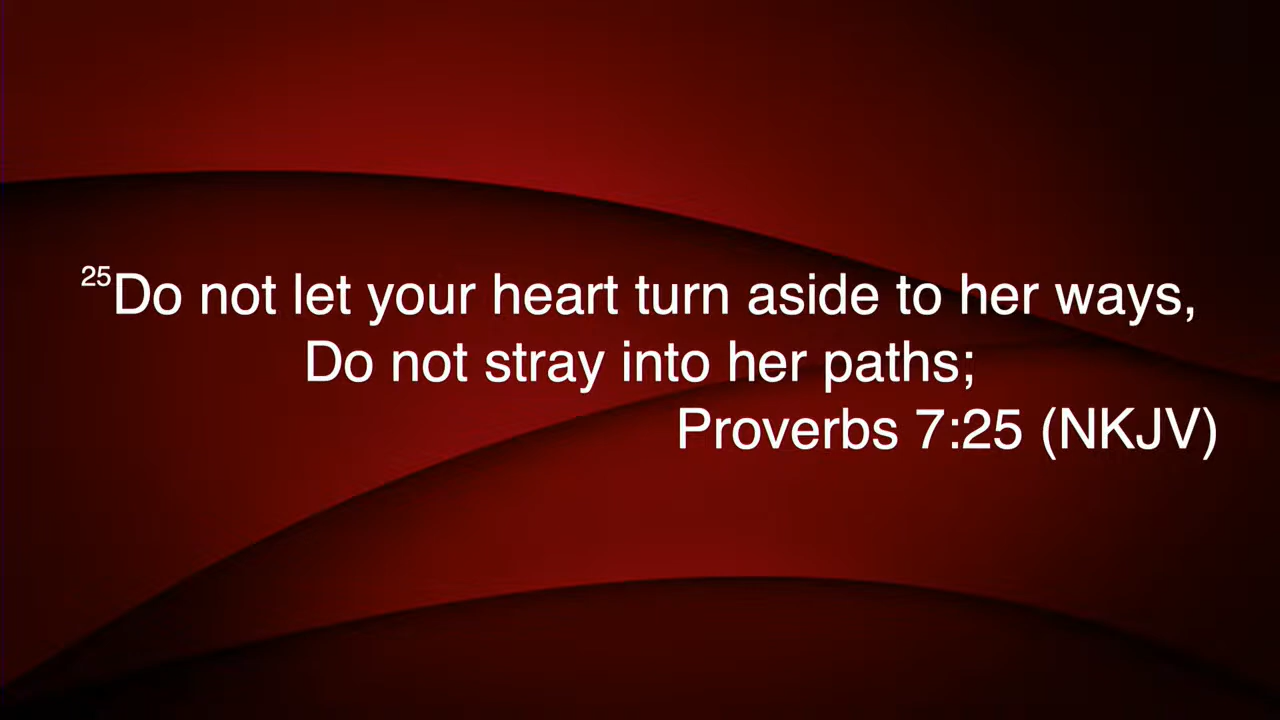 25Do not let your heart turn aside to her ways,
Do not stray into her paths;
Proverbs 7:25 (NKJV)